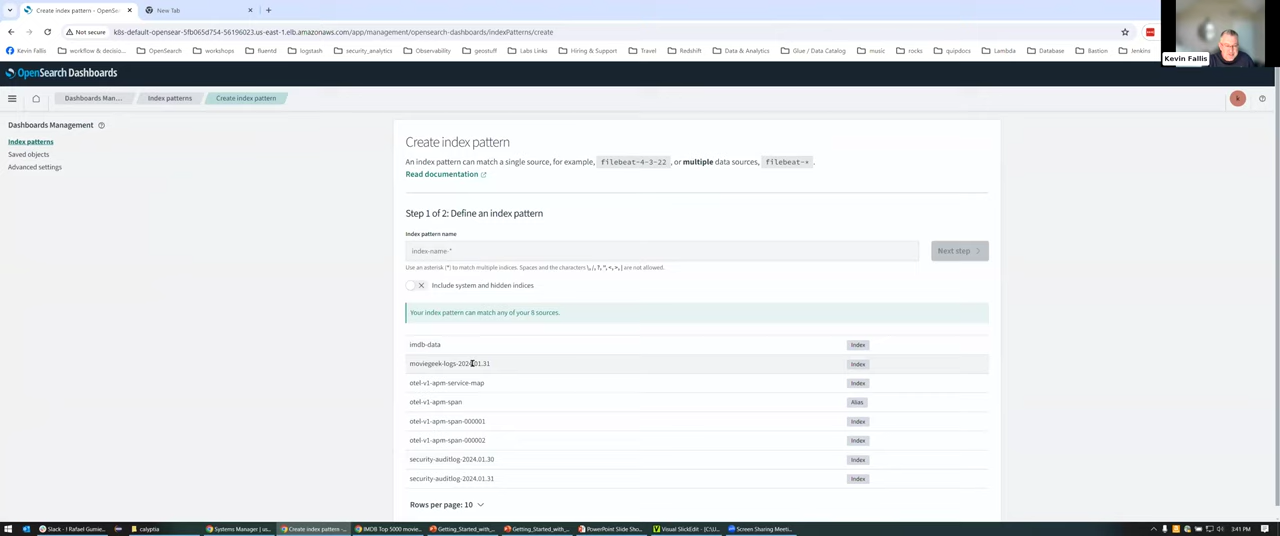 Create index pattern - OpenSe
New Tab
Not secure
k8s-default-opensear-5fb065d754-56196023.us-east-1.elb.amazonaws.com/app/management/opensearch-dashboards/indexPatterns/create
Kevin Fallis
workflow & decisio...
OpenSearch
workshops
fluentd
logstash
security_analytics
Observability
geostuff
Labs Links
Hiring & Support
Travel
Redshift
Data & Analytics
Glue / Data Catalog
music
rocks
quipdocs
Lambda
Database
Bastion
Jenkins
Kevin Fallis
OpenSearch Dashboards
Dashboards Man...
Index patterns
Create index pattern
k
Dashboards Management
Index patterns
Saved objects
Advanced settings
Create index pattern
An index pattern can match a single source, for example, filebeat-4-3-22 , or multiple data sources, filebeat-* .
Read documentation
Step 1 of 2: Define an index pattern
Index pattern name
index-name-*
Next step
Use an asterisk (*) to match multiple indices. Spaces and the characters \, /, ?, ", <, >, | are not allowed.
Include system and hidden indices
Your index pattern can match any of your 8 sources.
imdb-data Index
moviegeek-logs-2024.01.31 Index
otel-v1-apm-service-map Index
otel-v1-apm-span Alias
otel-v1-apm-span-000001 Index
otel-v1-apm-span-000002 Index
security-auditlog-2024.01.30 Index
security-auditlog-2024.01.31 Index
Rows per page: 10
Slack - ! Rafael Gumie...
calyptia
Systems Manager | us...
Create index pattern -...
IMDB Top 5000 movie...
Getting_Started_with_...
Getting_Started_with_...
PowerPoint Slide Sho...
Visual SlickEdit - [C:\U...
Screen Sharing Meeti...
3:41 PM